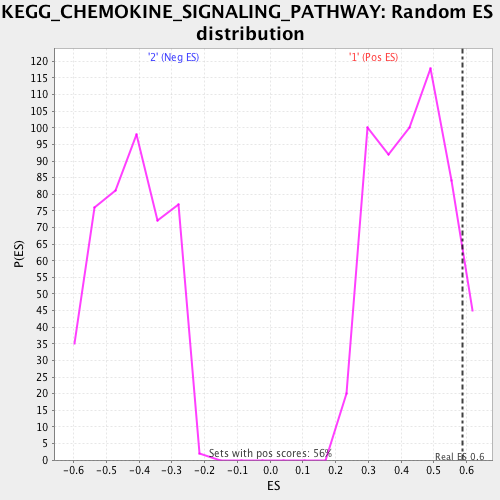 KEGG_CHEMOKINE_SIGNALING_PATHWAY: Random ES
distribution
'2' (Neg ES)
'1' (Pos ES)
120
115
110
105
100
95
90
85
80
75
70
65
60
55
50
45
40
35
30
25
20
15
10
5
0
P(ES)
Sets with pos scores: 56%
Real ES 0.6
-0.6 -0.5 -0.4 -0.3 -0.2 -0.1 0.0 0.1 0.2 0.3 0.4 0.5 0.6
ES